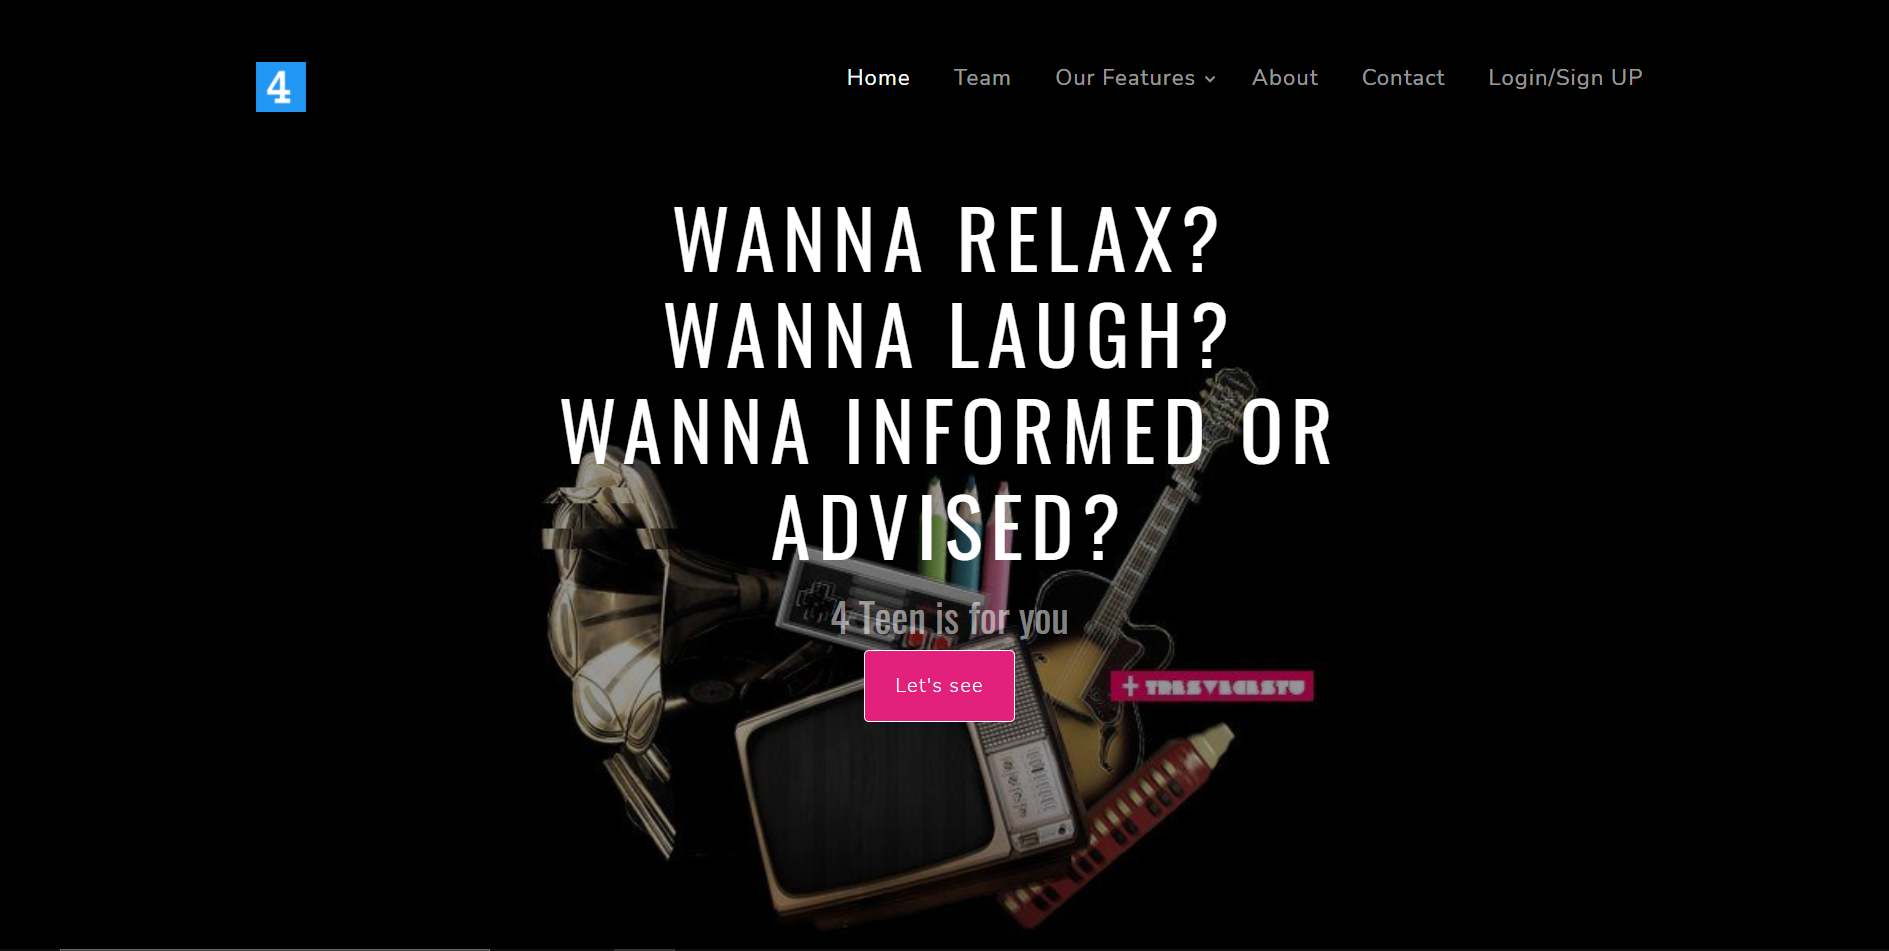 4
Home Team Our Features About Contact Login/Sign UP
WANNA RELAX?
WANNA LAUGH?
WANNA INFORMED OR
ADVISED?
4 Teen is for you
Let's see